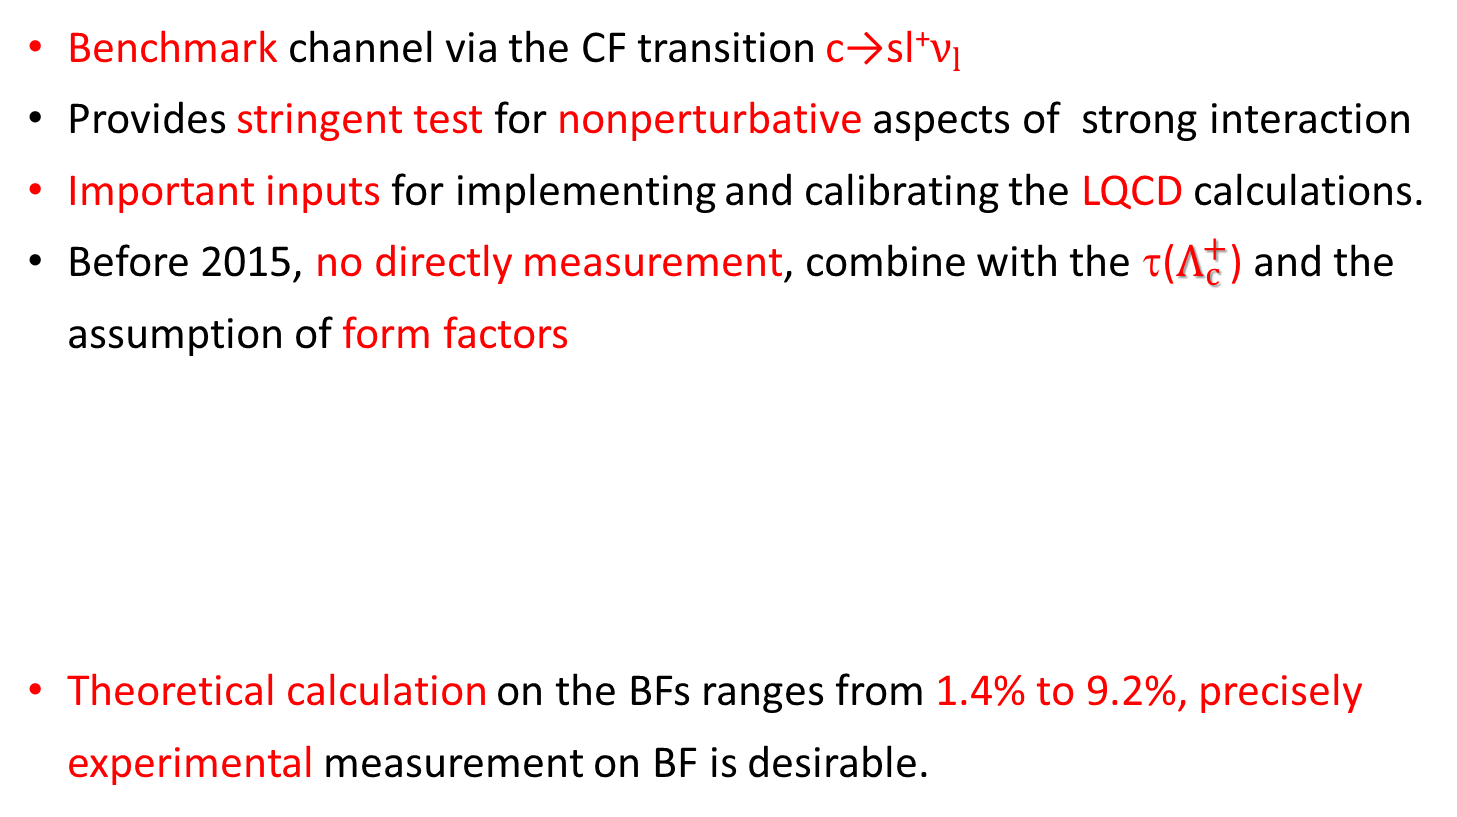 • Benchmark channel via the CF transition c→sl⁺νₗ
• Provides stringent test for nonperturbative aspects of strong interaction
• Important inputs for implementing and calibrating the LQCD calculations.
• Before 2015, no directly measurement, combine with the τ(Λ_c^+) and the
assumption of form factors
• Theoretical calculation on the BFs ranges from 1.4% to 9.2%, precisely
experimental measurement on BF is desirable.